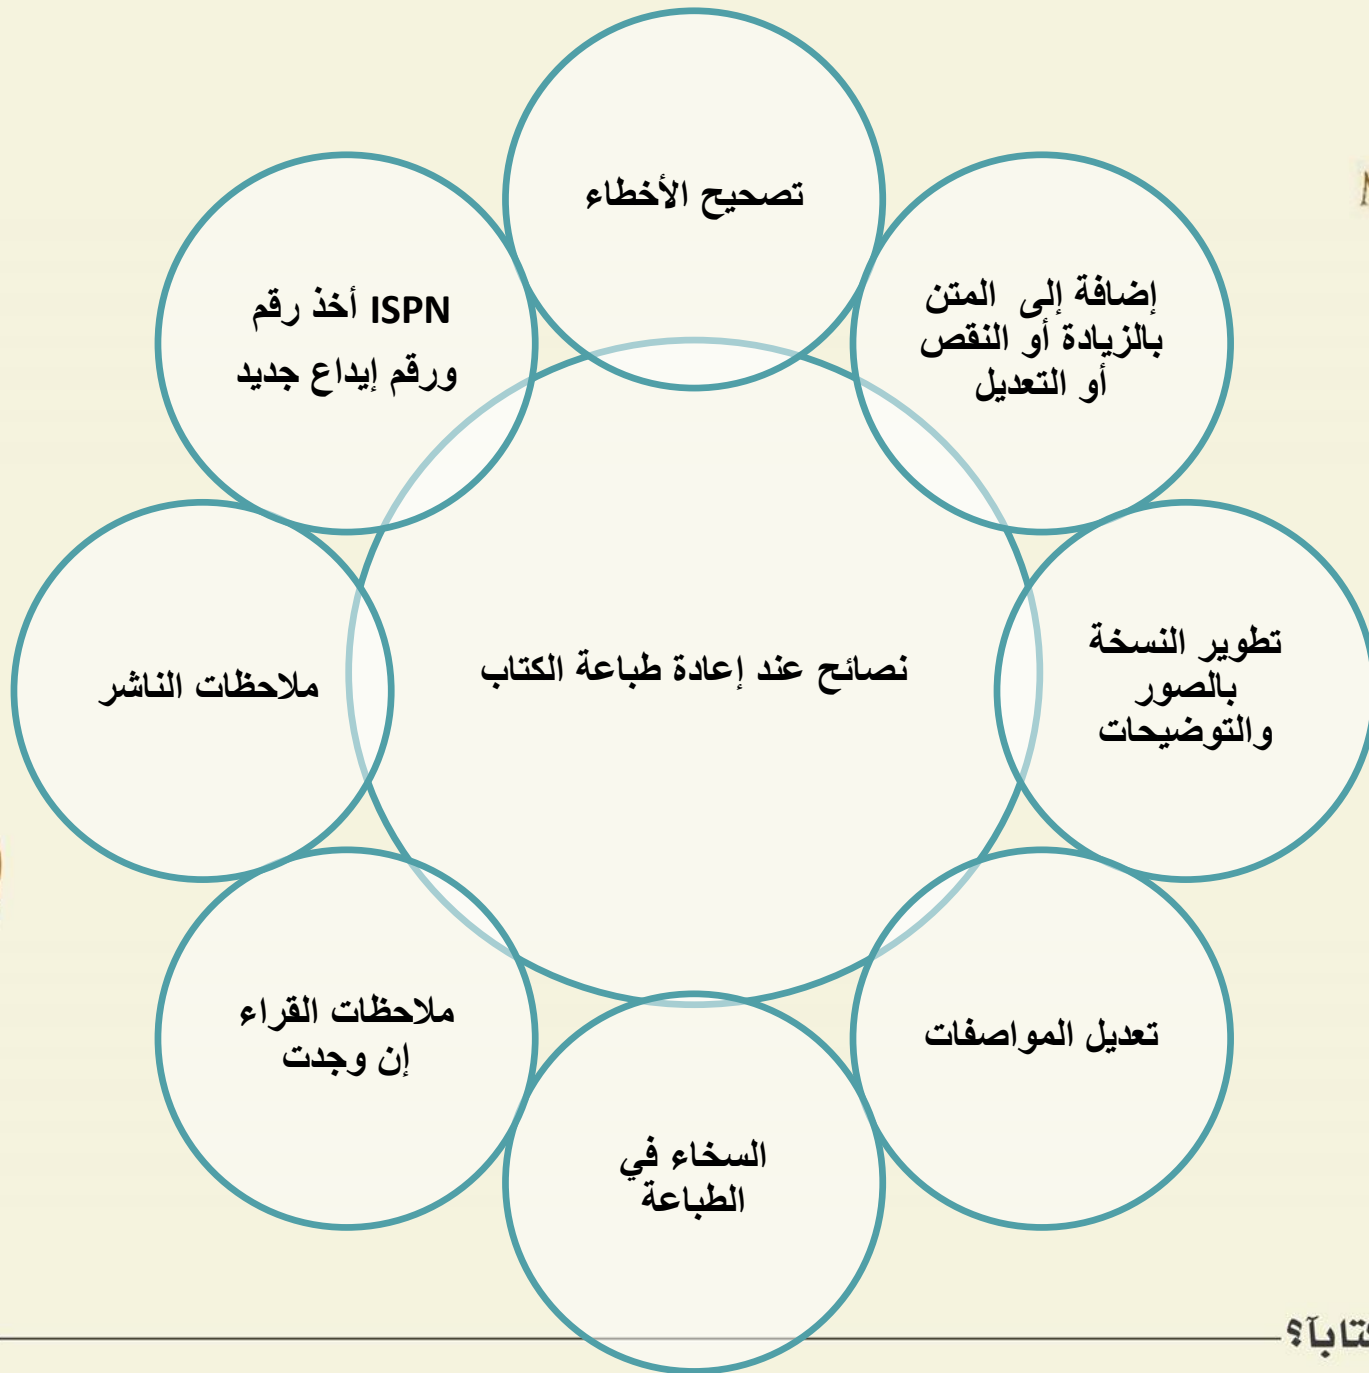 تصحيح الأخطاء
إضافة إلى المتن
بالزيادة أو النقص
أو التعديل
تطوير النسخة
بالصور
والتوضيحات
تعديل المواصفات
السخاء في
الطباعة
ملاحظات القراء
إن وجدت
ملاحظات الناشر
أخذ رقم ISPN
ورقم إيداع جديد
نصائح عند إعادة طباعة الكتاب